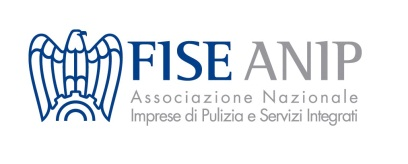 FISE ANIP
Associazione Nazionale
Imprese di Pulizia e Servizi Integrati